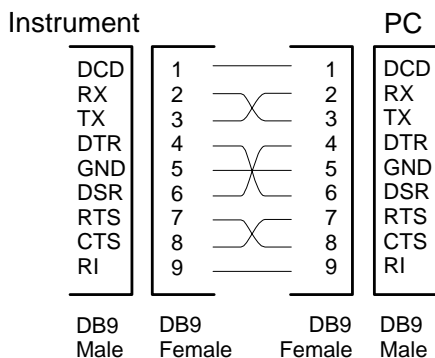 Instrument PC
DCD 1 1 DCD
RX 2 2 RX
TX 3 3 TX
DTR 4 4 DTR
GND 5 5 GND
DSR 6 6 DSR
RTS 7 7 RTS
CTS 8 8 CTS
RI 9 9 RI
DB9 DB9 DB9 DB9
Male Female Female Male